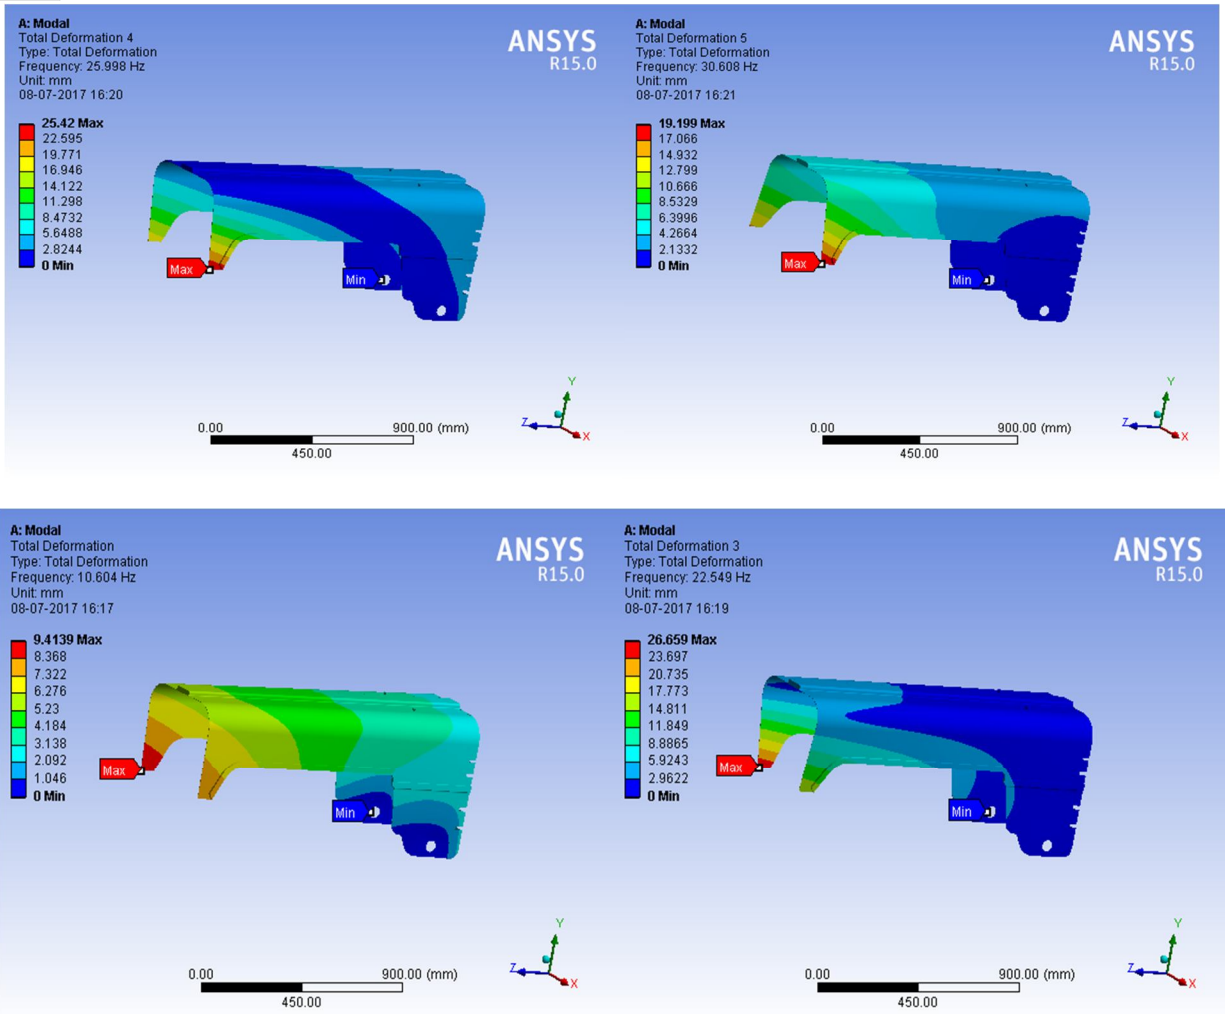 A: Modal
Total Deformation 4
Type: Total Deformation
Frequency: 25.998 Hz
Unit: mm
08-07-2017 16:20
ANSYS
R15.0
25.42 Max
22.595
19.771
16.946
14.122
11.298
8.4732
5.6488
2.8244
0 Min
Max
Min
Y
Z
X
0.00
900.00 (mm)
450.00
A: Modal
Total Deformation 5
Type: Total Deformation
Frequency: 30.608 Hz
Unit: mm
08-07-2017 16:21
ANSYS
R15.0
19.199 Max
17.066
14.932
12.799
10.666
8.5329
6.3996
4.2664
2.1332
0 Min
Max
Min
Y
Z
X
0.00
900.00 (mm)
450.00
A: Modal
Total Deformation
Type: Total Deformation
Frequency: 10.604 Hz
Unit: mm
08-07-2017 16:17
ANSYS
R15.0
9.4139 Max
8.368
7.322
6.276
5.23
4.184
3.138
2.092
1.046
0 Min
Max
Min
Y
Z
X
0.00
900.00 (mm)
450.00
A: Modal
Total Deformation 3
Type: Total Deformation
Frequency: 22.549 Hz
Unit: mm
08-07-2017 16:19
ANSYS
R15.0
26.659 Max
23.697
20.735
17.773
14.811
11.849
8.8865
5.9243
2.9622
0 Min
Max
Min
Y
Z
X
0.00
900.00 (mm)
450.00